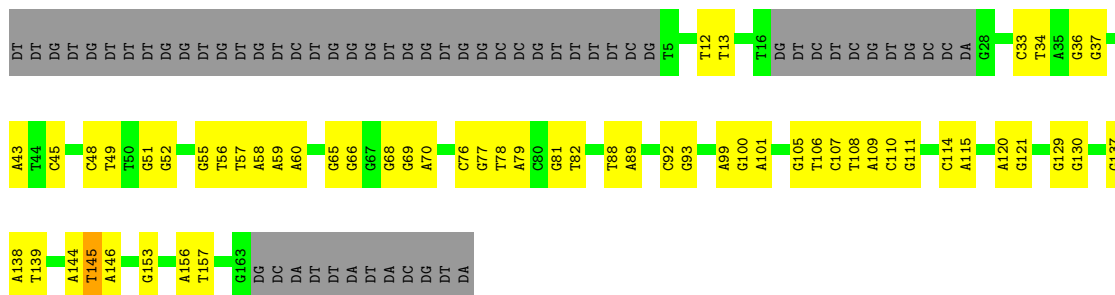 DT DT DG DT DG DG DT DT DT DG DG DT DG DG DT DG DT DG DT DC DT DG DG DG DG DT DG DG DC DC DG DT DT DT DT DC DG T5 T12 T13 T16 DG DT DC DT DC DG DT DG DC DC DA G28 C33 T34 A35 G36 G37
A43 T44 C45 C48 T49 T50 G51 G52 G55 T56 T57 A58 A59 A60 G65 G66 G67 G68 G69 A70 C76 G77 T78 A79 C80 G81 T82 T88 A89 C92 G93 A99 G100 A101 G105 T106 C107 T108 A109 C110 G111 C114 A115 A120 G121 G129 G130 G137
A138 T139 A144 T145 A146 G153 A156 T157 G163 DG DC DA DT DT DA DT DA DC DG DT DA